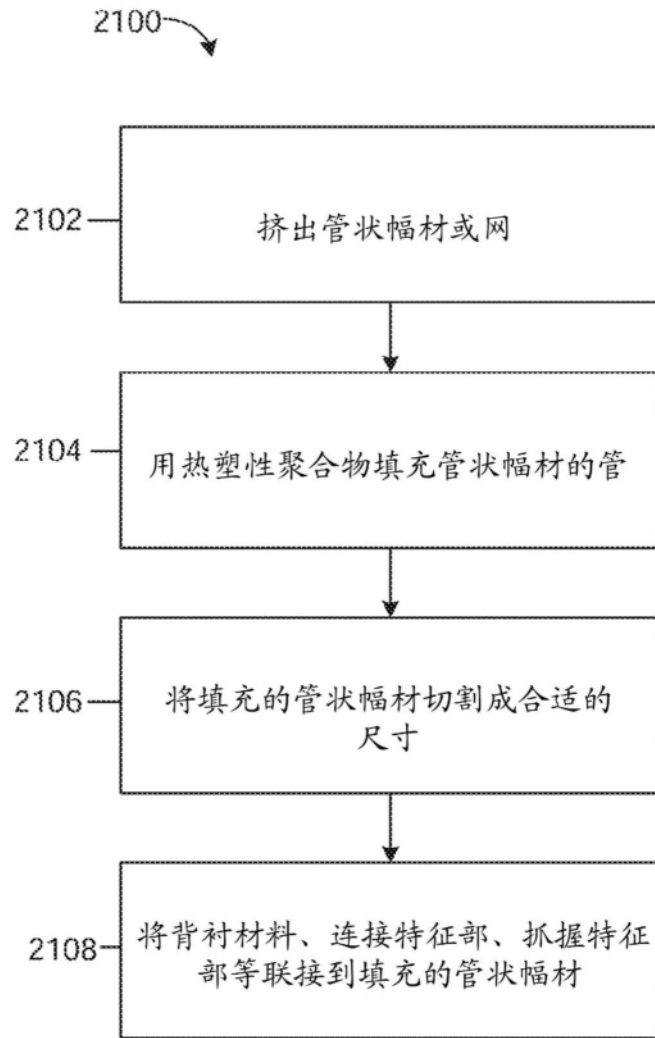 2100
2102
挤出管状幅材或网
2104
用热塑性聚合物填充管状幅材的管
2106
将填充的管状幅材切割成合适的
尺寸
2108
将背衬材料、连接特征部、抓握特征
部等联接到填充的管状幅材